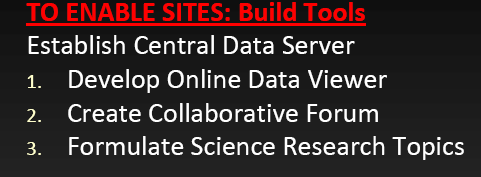 TO ENABLE SITES: Build Tools
Establish Central Data Server
1. Develop Online Data Viewer
2. Create Collaborative Forum
3. Formulate Science Research Topics